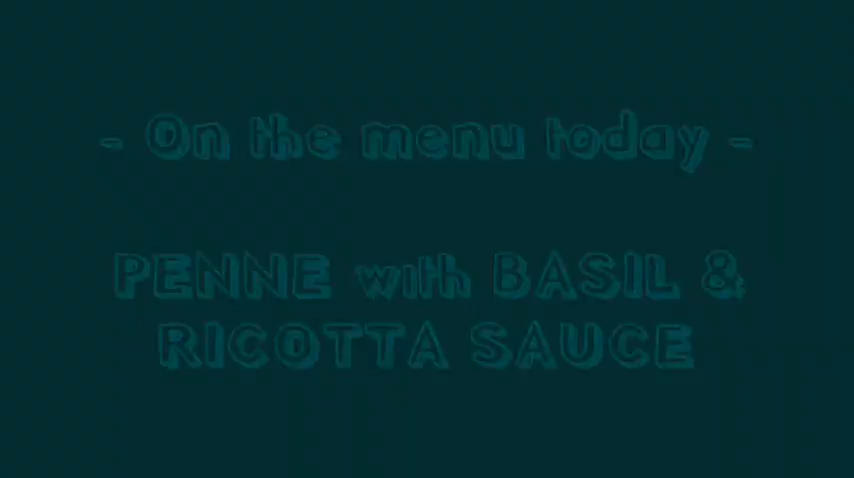 - On the menu today -
PENNE with BASIL &
RICOTTA SAUCE